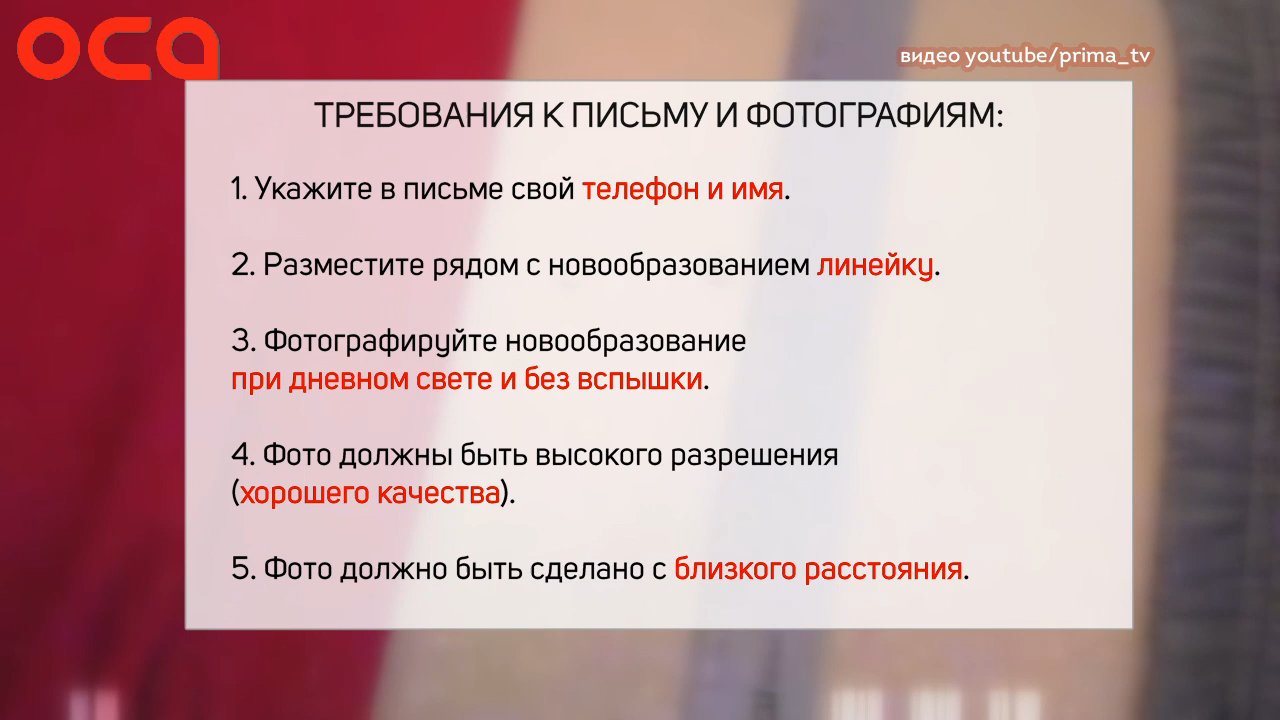 оса
видео youtube/prima_tv
ТРЕБОВАНИЯ К ПИСЬМУ И ФОТОГРАФИЯМ:
1. Укажите в письме свой телефон и имя.
2. Разместите рядом с новообразованием линейку.
3. Фотографируйте новообразование
при дневном свете и без вспышки.
4. Фото должны быть высокого разрешения
(хорошего качества).
5. Фото должно быть сделано с близкого расстояния.